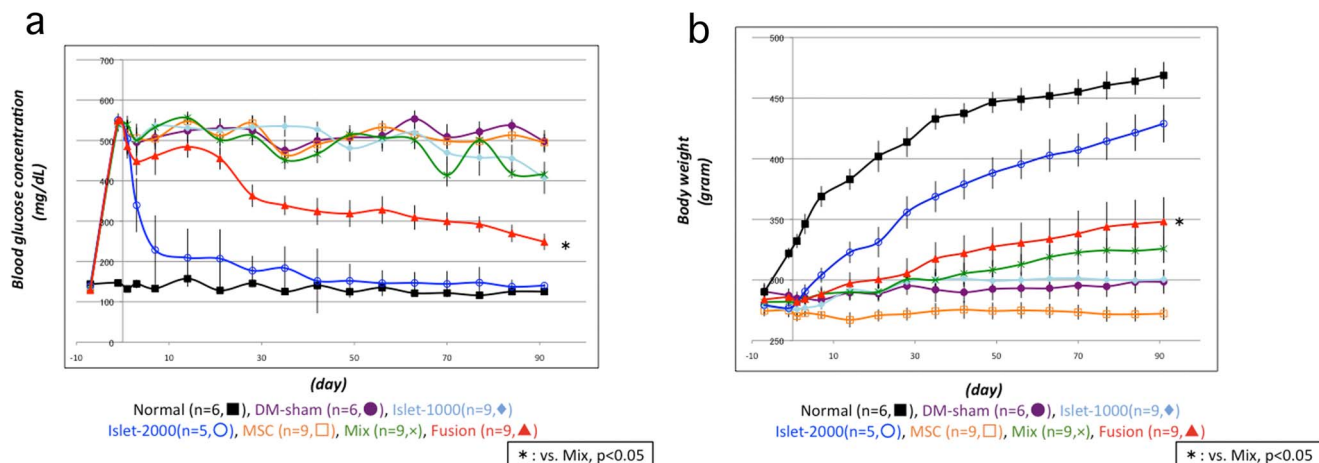 a
Blood glucose concentration
(mg/dL)
700
600
500
400
300
200
100
0
-10
10
30
50
70
90
(day)
Normal (n=6,■), DM-sham (n=6,●), Islet-1000(n=9,♦)
Islet-2000(n=5,○), MSC (n=9,□), Mix (n=9,×), Fusion (n=9,▲)
* : vs. Mix, p<0.05
*
b
Body weight
(gram)
500
450
400
350
300
250
-10
10
30
50
70
90
(day)
Normal (n=6,■), DM-sham (n=6,●), Islet-1000(n=9,♦)
Islet-2000(n=5,○), MSC (n=9,□), Mix (n=9,×), Fusion (n=9,▲)
* : vs. Mix, p<0.05
*